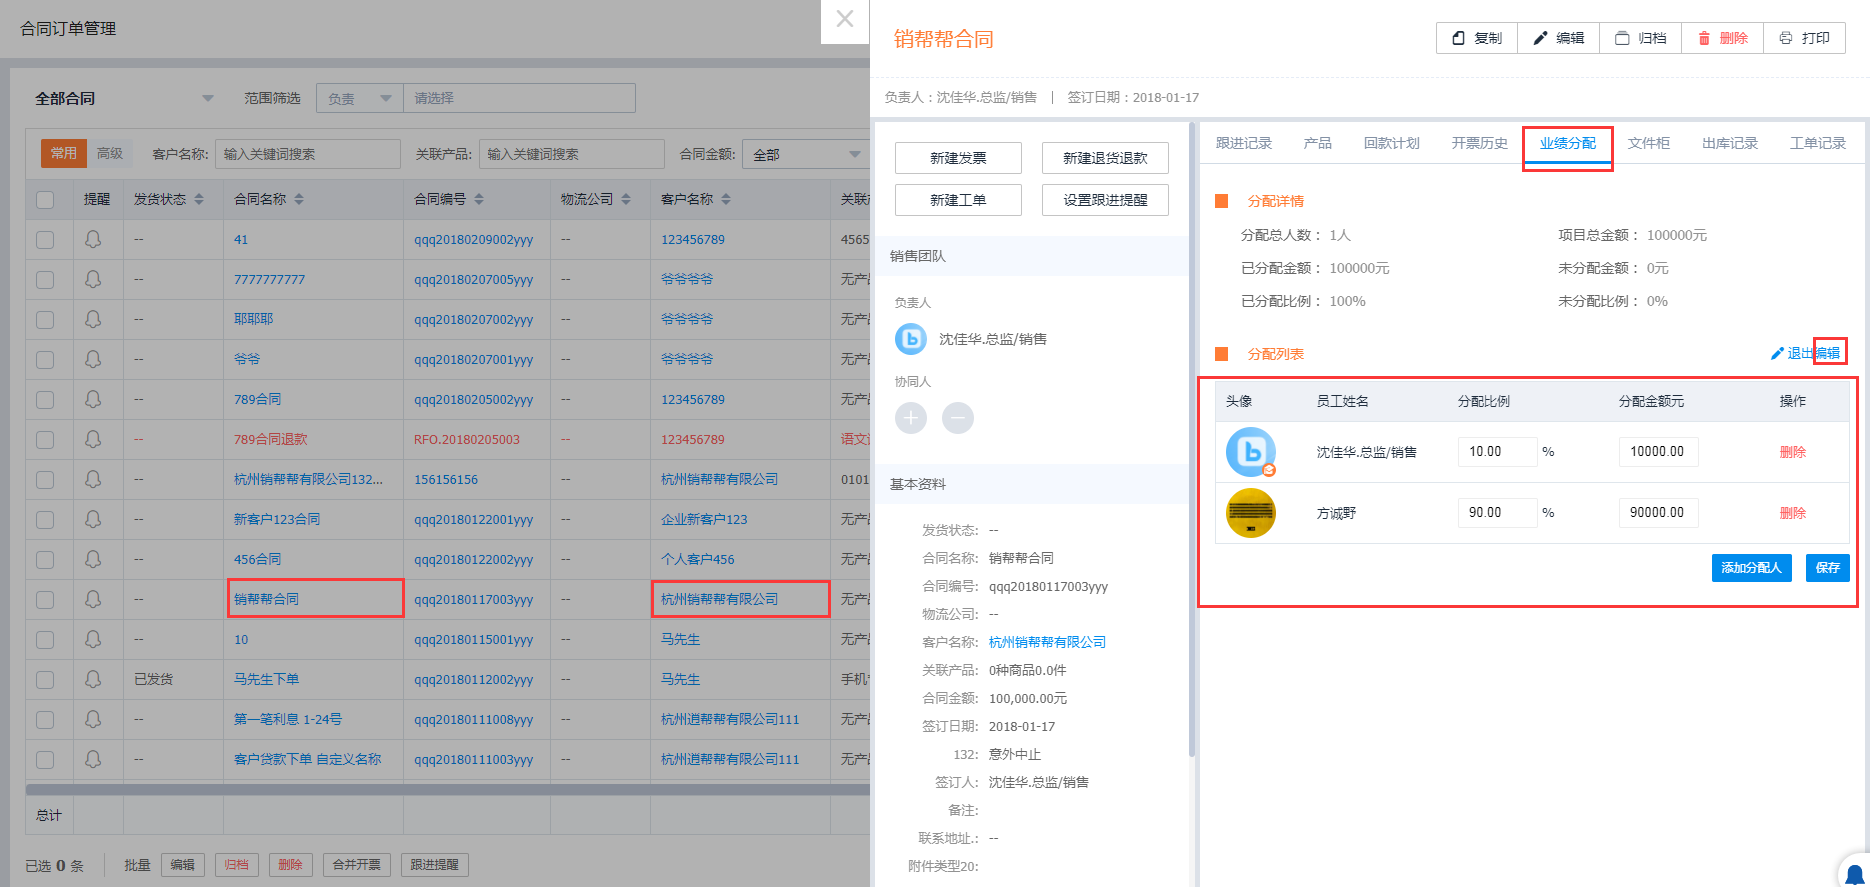 合同订单管理
全部合同
范围筛选
负责
请选择
常用
高级
客户名称:
输入关键词搜索
关联产品:
输入关键词搜索
合同金额:
全部
提醒 发货状态 合同名称 合同编号 物流公司 客户名称
-- 41 qqq20180209002yyy -- 123456789 4565
-- 7777777777 qqq20180207005yyy -- 爷爷爷爷 无产
-- 耶耶耶 qqq20180207002yyy -- 爷爷爷爷 无产
-- 爷爷 qqq20180207001yyy -- 爷爷爷爷 无产
-- 789合同 qqq20180205002yyy -- 123456789 无产
-- 789合同退款 RFO.20180205003 -- 123456789 语文
-- 杭州销帮帮有限公司132... 156156156 -- 杭州销帮帮有限公司 0101
-- 新客户123合同 qqq20180122001yyy -- 企业新客户123 无产
-- 456合同 qqq20180122002yyy -- 个人客户456 无产
-- 销帮帮合同 qqq20180117003yyy -- 杭州销帮帮有限公司 无产
-- 10 qqq20180115001yyy -- 马先生 无产
已发货 马先生下单 qqq20180112002yyy -- 马先生 手机
-- 第一笔利息 1-24号 qqq20180111008yyy -- 杭州逍帮帮有限公司111 无产
-- 客户贷款下单 自定义名称 qqq20180111003yyy -- 杭州逍帮帮有限公司111 无产
总计
已选 0 条
批量
编辑
归档
删除
合并开票
跟进提醒
销帮帮合同
复制
编辑
归档
删除
打印
负责人：沈佳华.总监/销售 | 签订日期：2018-01-17
新建发票
新建退货退款
新建工单
设置跟进提醒
销售团队
负责人
沈佳华.总监/销售
协同人
基本资料
发货状态: --
合同名称: 销帮帮合同
合同编号: qqq20180117003yyy
物流公司: --
客户名称: 杭州销帮帮有限公司
关联产品: 0种商品0.0件
合同金额: 100,000.00元
签订日期: 2018-01-17
132: 意外中止
签订人: 沈佳华.总监/销售
备注:
联系地址.: --
附件类型20:
跟进记录 产品 回款计划 开票历史 业绩分配 文件柜 出库记录 工单记录
分配详情
分配总人数： 1人
项目总金额： 100000元
已分配金额： 100000元
未分配金额： 0元
已分配比例： 100%
未分配比例： 0%
分配列表
退出编辑
头像 员工姓名 分配比例 分配金额元 操作
沈佳华.总监/销售 10.00 % 10000.00 删除
方诚野 90.00 % 90000.00 删除
添加分配人
保存